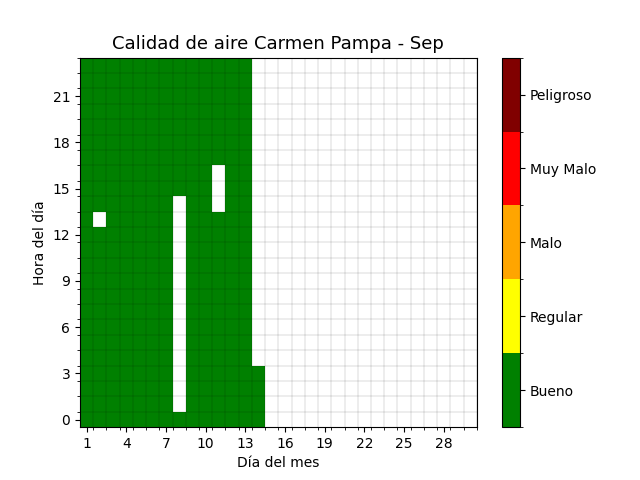 Calidad de aire Carmen Pampa - Sep
Hora del día
21
18
15
12
9
6
3
0
1 4 7 10 13 16 19 22 25 28
Día del mes
Peligroso
Muy Malo
Malo
Regular
Bueno